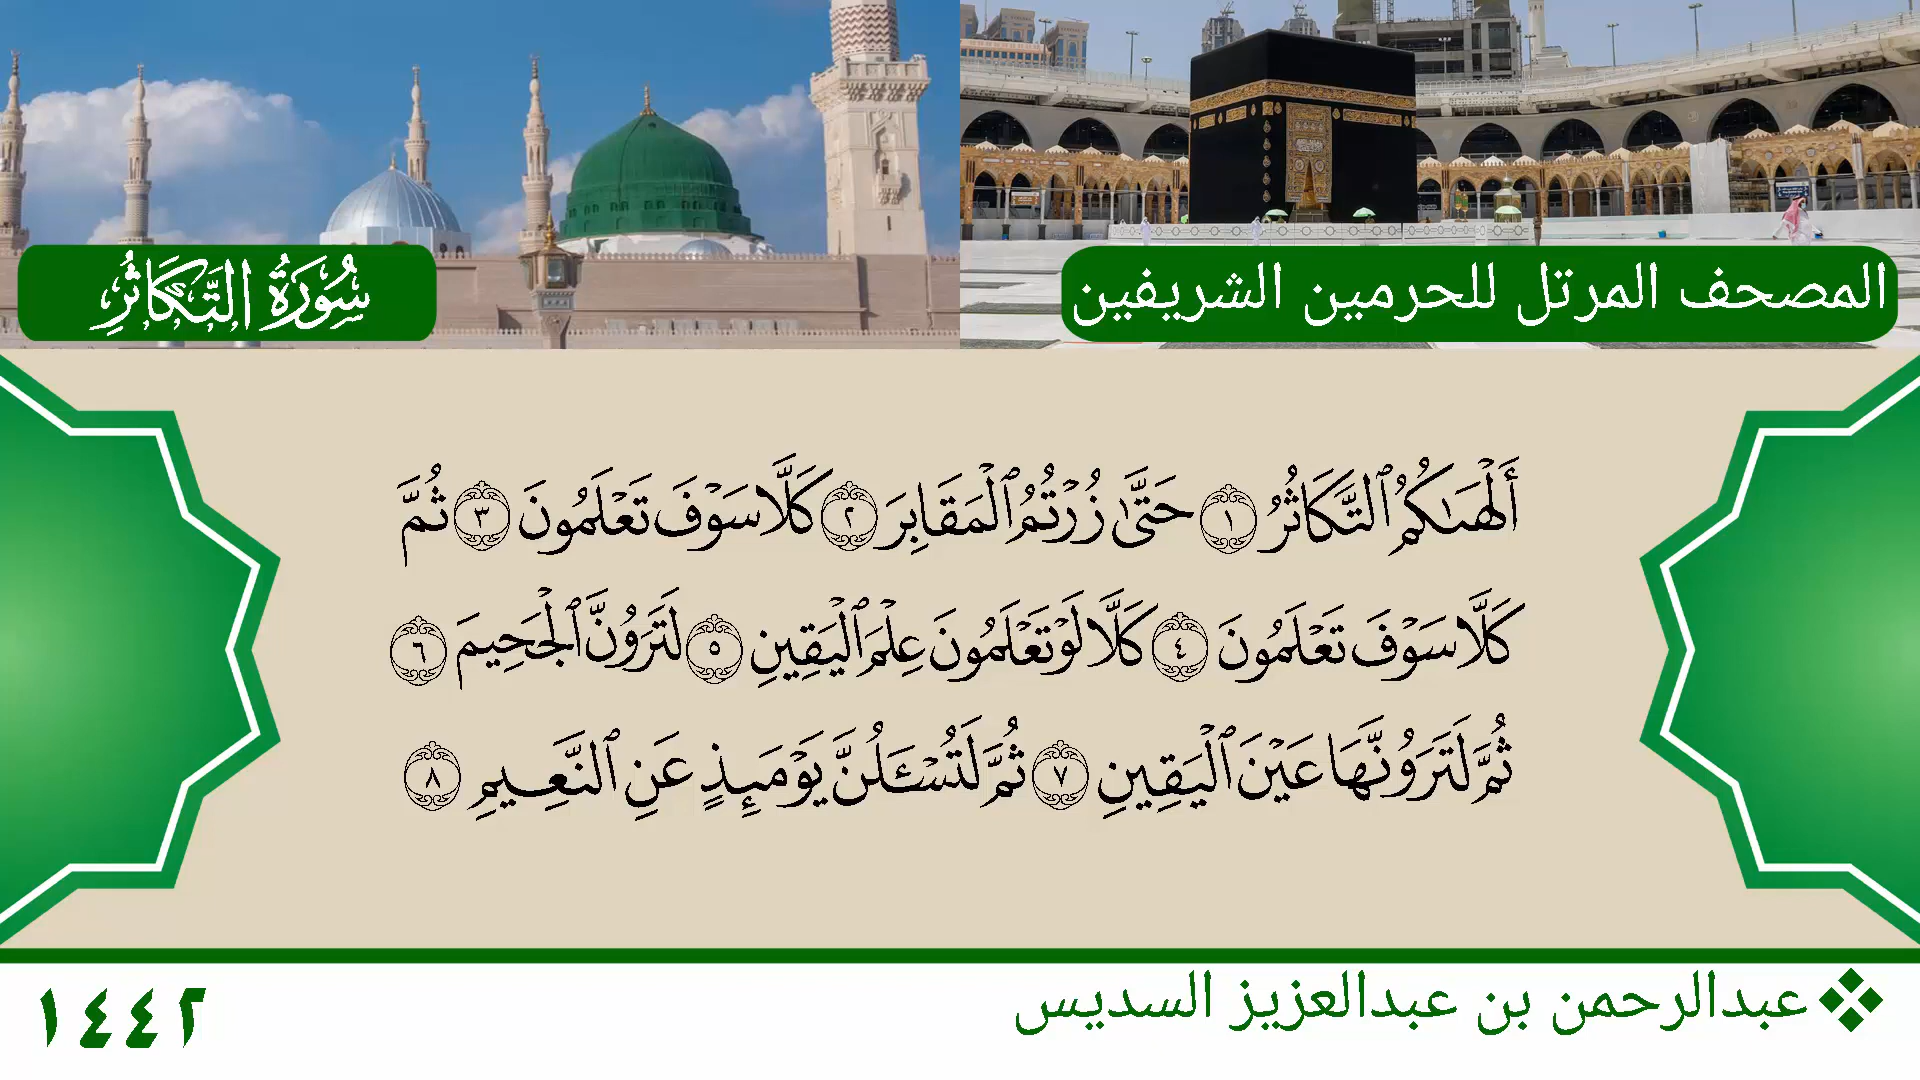 المصحف المرتل للحرمين الشريفين
سُورَةُ التَّكَاثُرِ
أَلۡهَىٰكُمُ ٱلتَّكَاثُرُ ١ حَتَّىٰ زُرۡتُمُ ٱلۡمَقَابِرَ ٢ كَلَّا سَوۡفَ تَعۡلَمُونَ ٣ ثُمَّ
كَلَّا سَوۡفَ تَعۡلَمُونَ ٤ كَلَّا لَوۡ تَعۡلَمُونَ عِلۡمَ ٱلۡيَقِينِ ٥ لَتَرَوُنَّ ٱلۡجَحِيمَ ٦
ثُمَّ لَتَرَوُنَّهَا عَيۡنَ ٱلۡيَقِينِ ٧ ثُمَّ لَتُسۡـَٔلُنَّ يَوۡمَئِذٍ عَنِ ٱلنَّعِيمِ ٨
عبدالرحمن بن عبدالعزيز السديس
١٤٤٢